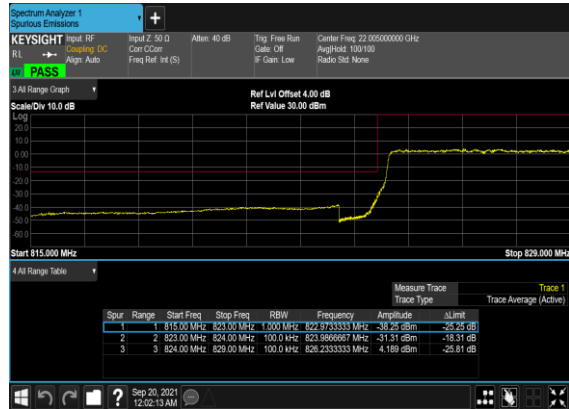 Spectrum Analyzer 1
Spurious Emissions
KEYSIGHT Input: RF Input Z: 50 Ω Atten: 40 dB Trig: Free Run Center Freq: 22.005000000 GHz
RL Coupling: DC Corr CCorr Gate: Off Avg|Hold: 100/100
Align: Auto Freq Ref: Int (S) IF Gain: Low Radio Std: None
PASS
3 All Range Graph
Ref Lvl Offset 4.00 dB
Scale/Div 10.0 dB Ref Value 30.00 dBm
Log
20.0
10.0
0.00
-10.0
-20.0
-30.0
-40.0
-50.0
-60.0
Start 815.000 MHz Stop 829.000 MHz
4 All Range Table
Measure Trace Trace 1
Trace Type Trace Average (Active)
Spur Range Start Freq Stop Freq RBW Frequency Amplitude ΔLimit
1 1 815.00 MHz 823.00 MHz 1.000 MHz 822.9733333 MHz -38.25 dBm -25.25 dB
2 2 823.00 MHz 824.00 MHz 100.0 kHz 823.9866667 MHz -31.31 dBm -18.31 dB
3 3 824.00 MHz 829.00 MHz 100.0 kHz 826.2333333 MHz 4.189 dBm -25.81 dB
? Sep 20, 2021
12:02:13 AM